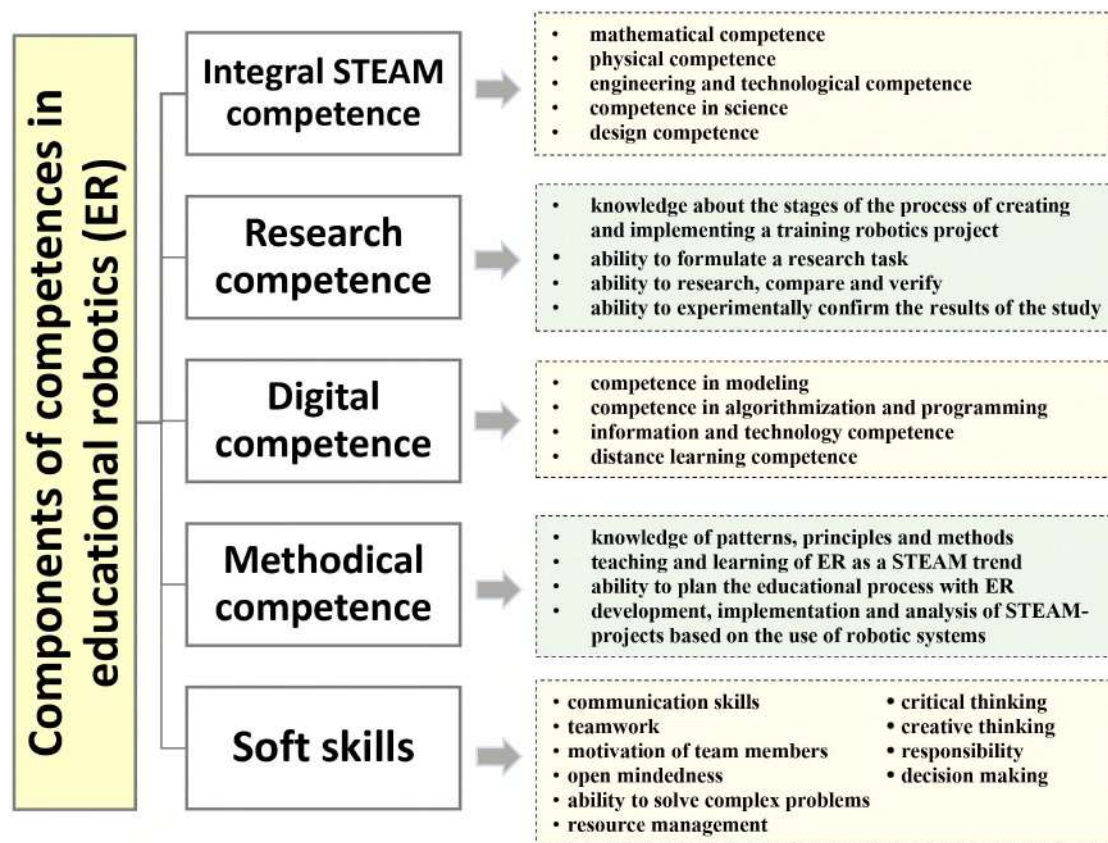 Components of competences in
educational robotics (ER)
Integral STEAM
competence
• mathematical competence
• physical competence
• engineering and technological competence
• competence in science
• design competence
Research
competence
• knowledge about the stages of the process of creating
and implementing a training robotics project
• ability to formulate a research task
• ability to research, compare and verify
• ability to experimentally confirm the results of the study
Digital
competence
• competence in modeling
• competence in algorithmization and programming
• information and technology competence
• distance learning competence
Methodical
competence
• knowledge of patterns, principles and methods
• teaching and learning of ER as a STEAM trend
• ability to plan the educational process with ER
• development, implementation and analysis of STEAM-
projects based on the use of robotic systems
Soft skills
• communication skills
• teamwork
• motivation of team members
• open mindedness
• ability to solve complex problems
• resource management
• critical thinking
• creative thinking
• responsibility
• decision making